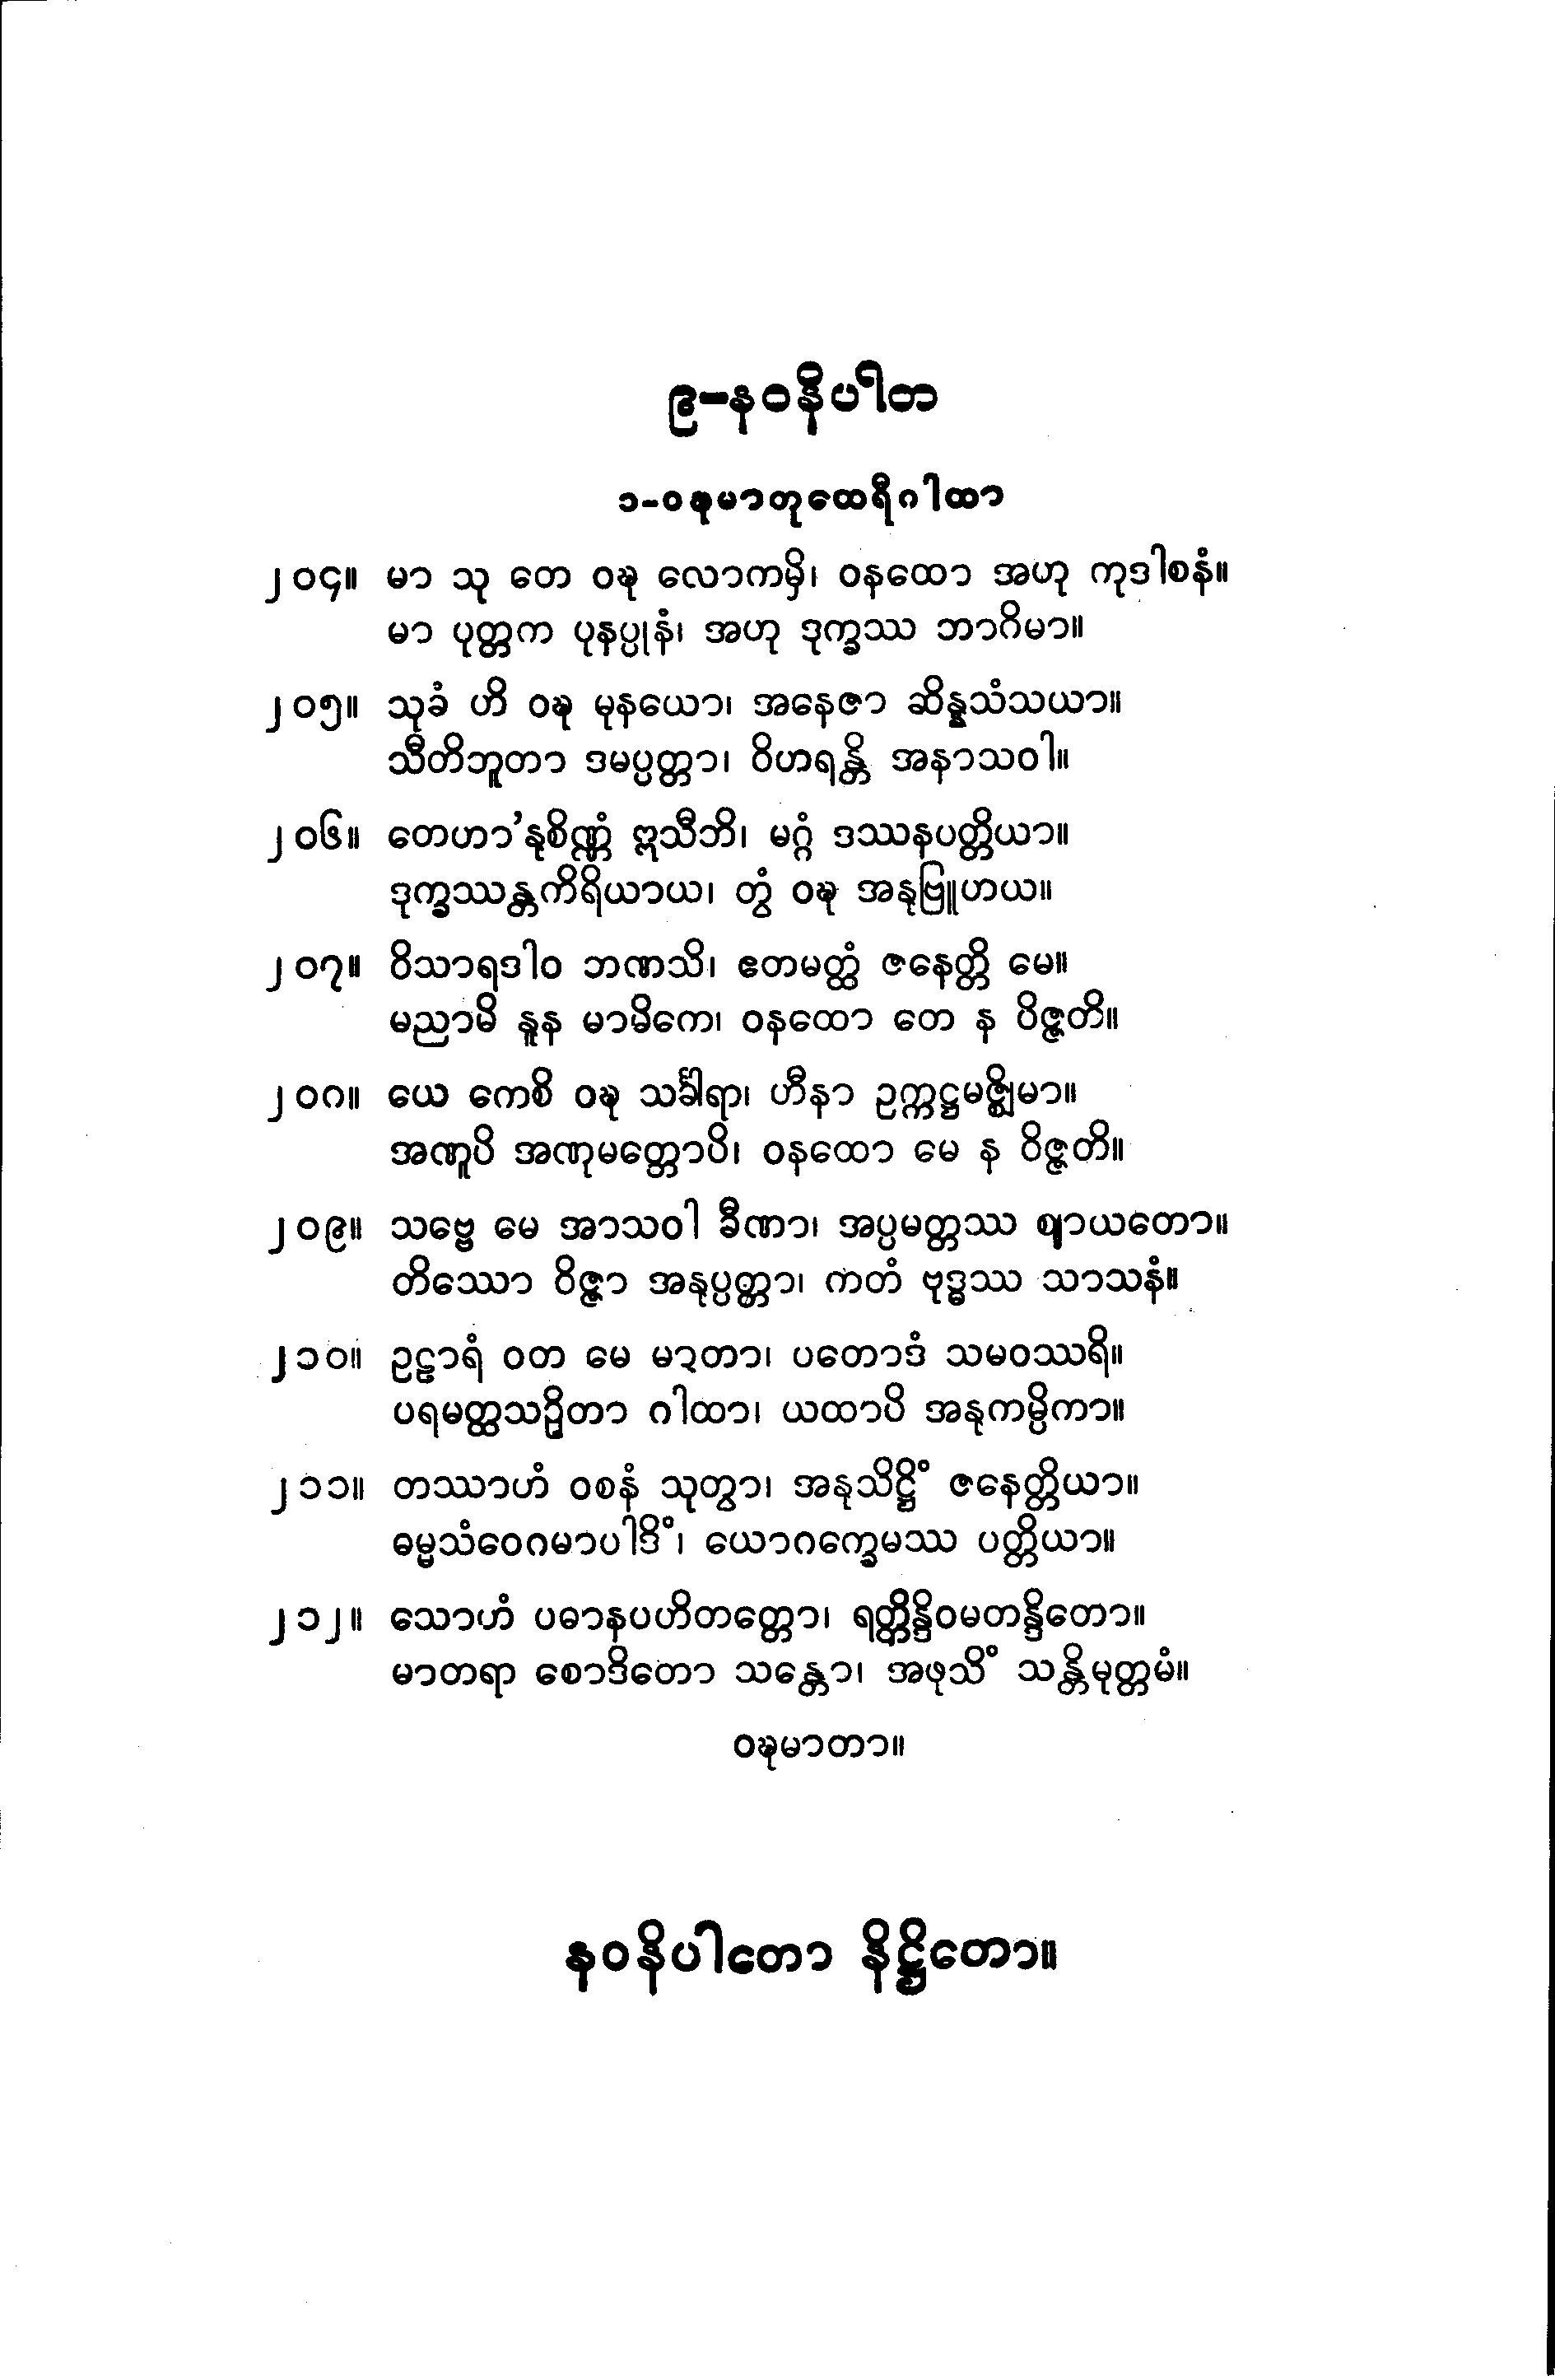 ၉-နဝနိပါတ
၁-ဝဍ္ဎမာတုထေရီဂါထာ
၂၀၄။ မာ သု တေ ဝဍ္ဎ လောကမှိ၊ ဝနထော အဟု ကုဒါစနံ။
မာ ပုတ္တက ပုနပ္ပုနံ၊ အဟု ဒုက္ခဿ ဘာဂိမာ။
၂၀၅။ သုခံ ဟိ ဝဍ္ဎ မုနယော၊ အနေဇာ ဆိန္နသံသယာ။
သီတိဘူတာ ဒမပ္ပတ္တာ၊ ဝိဟရန္တိ အနာသဝါ။
၂၀၆။ တေဟာ’နုစိဏ္ဏံ ဣသီဘိ၊ မဂ္ဂံ ဒဿနပတ္တိယာ။
ဒုက္ခဿန္တကိရိယာယ၊ တွံ ဝဍ္ဎ အနုဗြူဟယ။
၂၀၇။ ဝိသာရဒါဝ ဘဏသိ၊ ဧတမတ္ထံ ဇနေတ္တိ မေ။
မညာမိ နူန မာမိကေ၊ ဝနထော တေ န ဝိဇ္ဇတိ။
၂၀၈။ ယေ ကေစိ ဝဍ္ဎ သင်္ခါရာ၊ ဟီနာ ဥက္ကဋ္ဌမဇ္ဈိမာ။
အဏူပိ အဏုမတ္တောပိ၊ ဝနထော မေ န ဝိဇ္ဇတိ။
၂၀၉။ သဗ္ဗေ မေ အာသဝါ ခီဏာ၊ အပ္ပမတ္တဿ ဈာယတော။
တိဿော ဝိဇ္ဇာ အနုပ္ပတ္တာ၊ ကတံ ဗုဒ္ဓဿ သာသနံ။
၂၁၀။ ဥဠာရံ ဝတ မေ မာတာ၊ ပတောဒံ သမဝဿရိ။
ပရမတ္ထသဉှိတာ ဂါထာ၊ ယထာပိ အနုကမ္ပိကာ။
၂၁၁။ တဿာဟံ ဝစနံ သုတွာ၊ အနုသိဋ္ဌိံ ဇနေတ္တိယာ။
ဓမ္မသံဝေဂမာပါဒိံ၊ ယောဂက္ခေမဿ ပတ္တိယာ။
၂၁၂။ သောဟံ ပဓာနပဟိတတ္တော၊ ရတ္တိန္ဒိဝမတန္ဒိတော။
မာတရာ စောဒိတော သန္တော၊ အဖုသိံ သန္တိမုတ္တမံ။
ဝဍ္ဎမာတာ။
နဝနိပါတော နိဋ္ဌိတော။